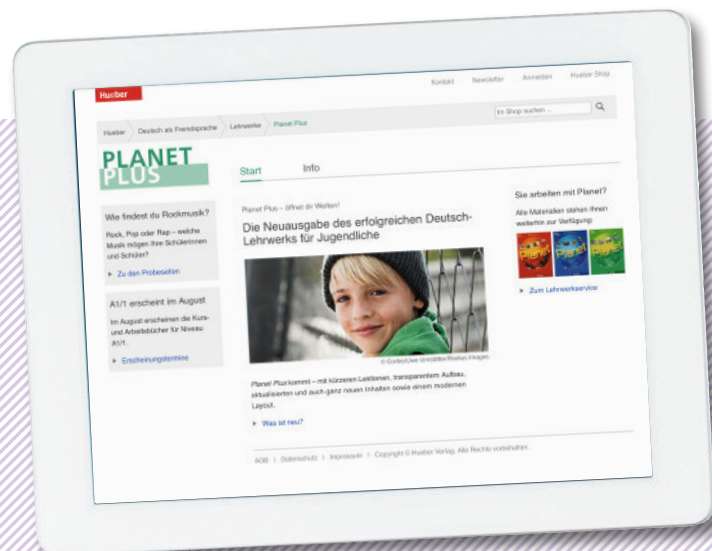 Hueber
Kontakt Newsletter Anmelden Hueber Shop
Hueber Deutsch als Fremdsprache Lehrwerke Planet Plus
Im Shop suchen ...
PLANET
PLUS
Start Info
Wie findest du Rockmusik?
Rock, Pop oder Rap – welche
Musik mögen Ihre Schülerinnen
und Schüler?
Zu den Probeseiten
A1/1 erscheint im August
Im August erscheinen die Kurs-
und Arbeitsbücher für Niveau
A1/1.
Erscheinungstermine
Planet Plus – öffnet dir Welten!
Die Neuausgabe des erfolgreichen Deutsch-
Lehrwerks für Jugendliche
Planet Plus kommt – mit kürzeren Lektionen, transparentem Aufbau,
aktualisierten und auch ganz neuen Inhalten sowie einem modernen
Layout.
Was ist neu?
Sie arbeiten mit Planet?
Alle Materialien stehen Ihnen
weiterhin zur Verfügung:
Planet
Planet
Planet
Zum Lehrwerkservice
AGB | Datenschutz | Impressum | Copyright © Hueber Verlag. Alle Rechte vorbehalten.